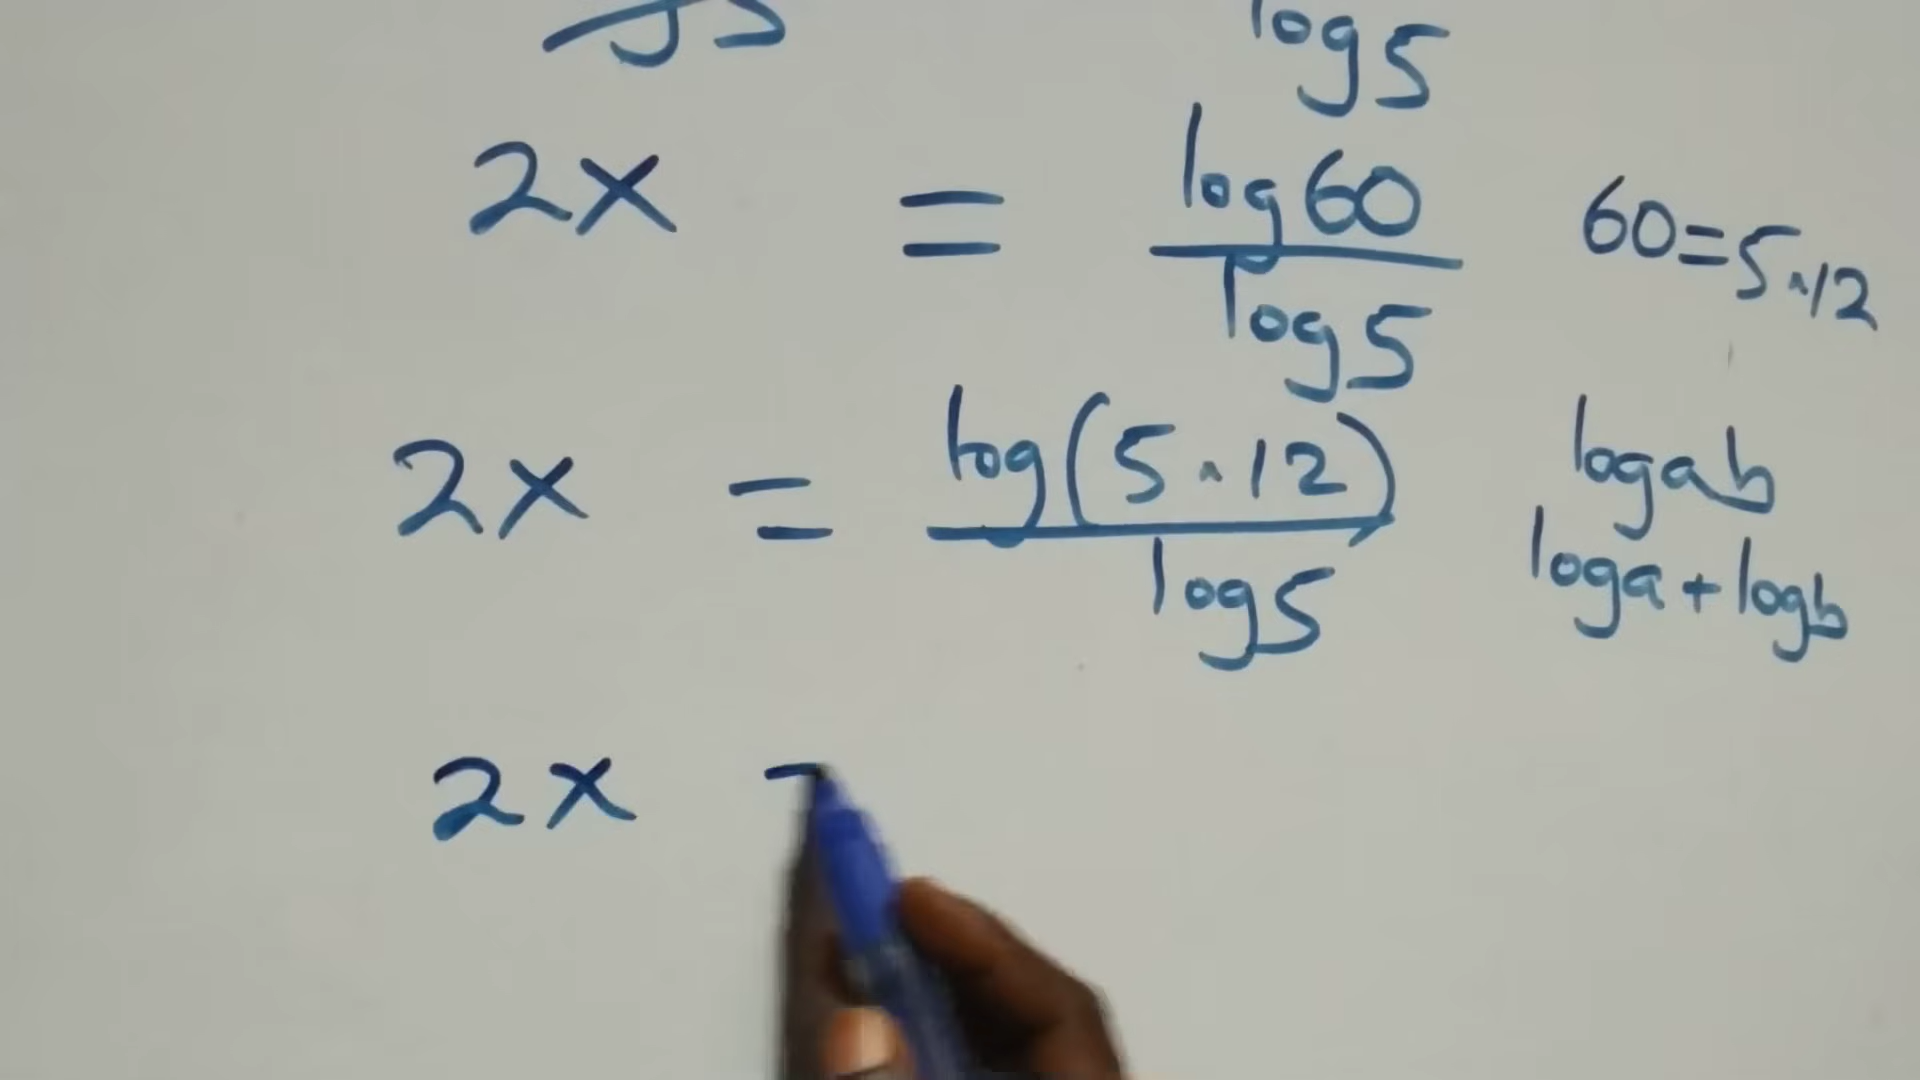 log5
2x = log60 / log5
60=5·12
2x = log(5·12) / log5
logab
loga+logb
2x =